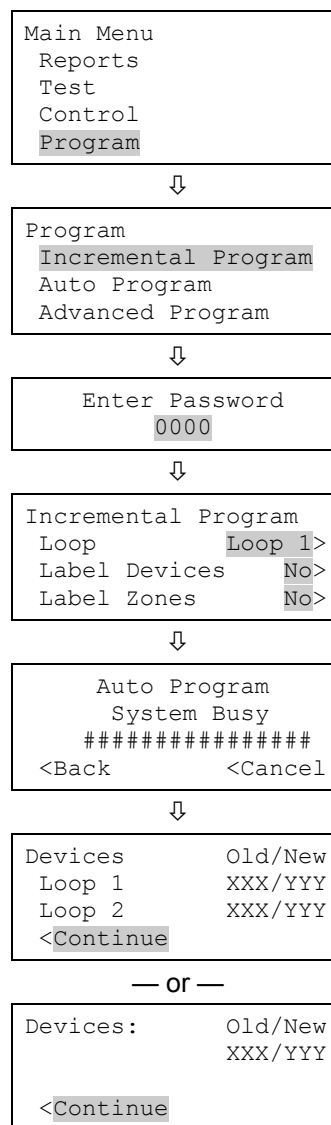 Main Menu
Reports
Test
Control
Program
⇩
Program
Incremental Program
Auto Program
Advanced Program
⇩
Enter Password
0000
⇩
Incremental Program
Loop Loop 1>
Label Devices No>
Label Zones No>
⇩
Auto Program
System Busy
################
<Back <Cancel
⇩
Devices Old/New
Loop 1 XXX/YYY
Loop 2 XXX/YYY
<Continue
— or —
Devices: Old/New
XXX/YYY
<Continue